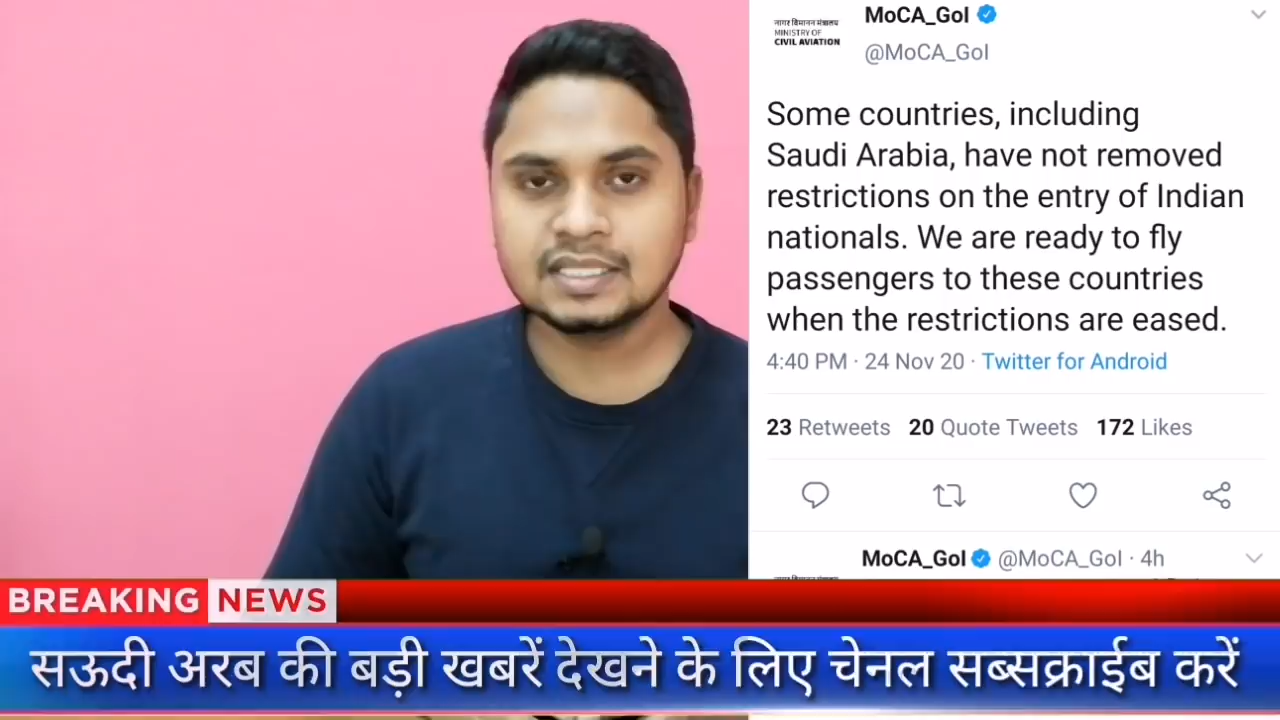 नागर विमानन मंत्रालय
MINISTRY OF
CIVIL AVIATION
MoCA_GoI
@MoCA_GoI
Some countries, including
Saudi Arabia, have not removed
restrictions on the entry of Indian
nationals. We are ready to fly
passengers to these countries
when the restrictions are eased.
4:40 PM · 24 Nov 20 · Twitter for Android
23 Retweets 20 Quote Tweets 172 Likes
MoCA_GoI @MoCA_GoI · 4h
BREAKING NEWS
सऊदी अरब की बड़ी खबरें देखने के लिए चेनल सब्सक्राईब करें